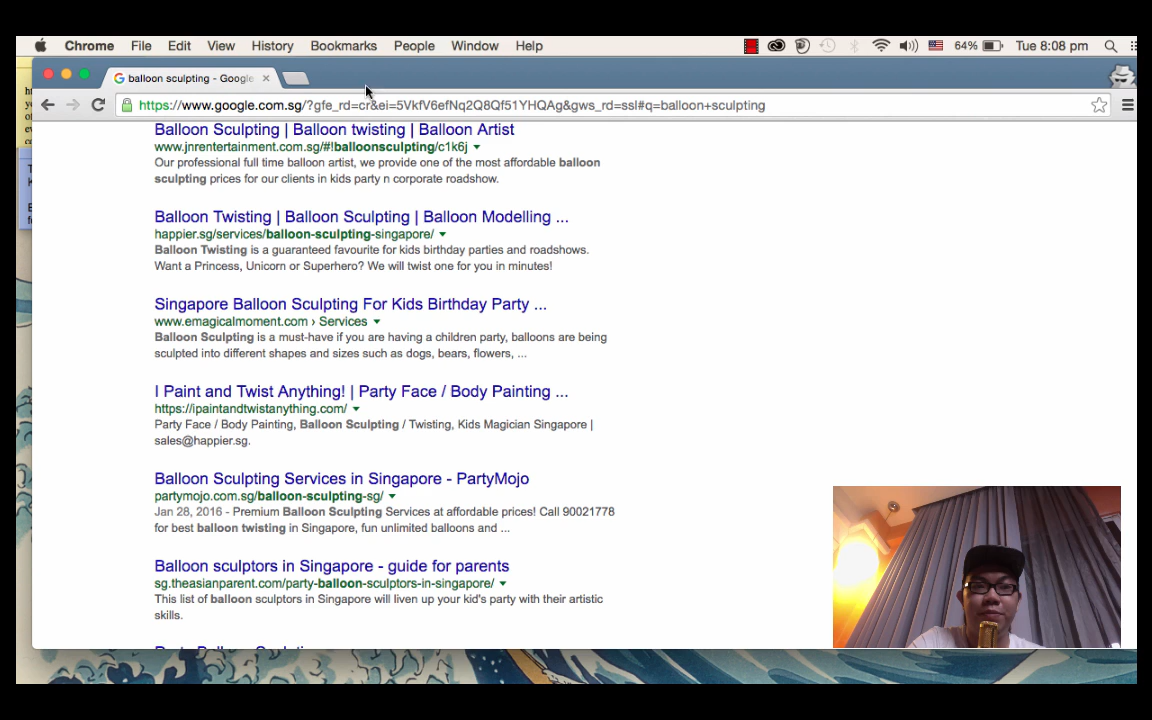 Chrome File Edit View History Bookmarks People Window Help 64% Tue 8:08 pm
balloon sculpting - Google
https://www.google.com.sg/?gfe_rd=cr&ei=5VkfV6efNq2Q8Qf51YHQAg&gws_rd=ssl#q=balloon+sculpting
Balloon Sculpting | Balloon twisting | Balloon Artist
www.jnrentertainment.com.sg/#!balloonsculpting/c1k6j
Our professional full time balloon artist, we provide one of the most affordable balloon
sculpting prices for our clients in kids party n corporate roadshow.
Balloon Twisting | Balloon Sculpting | Balloon Modelling ...
happier.sg/services/balloon-sculpting-singapore/
Balloon Twisting is a guaranteed favourite for kids birthday parties and roadshows.
Want a Princess, Unicorn or Superhero? We will twist one for you in minutes!
Singapore Balloon Sculpting For Kids Birthday Party ...
www.emagicalmoment.com › Services
Balloon Sculpting is a must-have if you are having a children party, balloons are being
sculpted into different shapes and sizes such as dogs, bears, flowers, ...
I Paint and Twist Anything! | Party Face / Body Painting ...
https://ipaintandtwistanything.com/
Party Face / Body Painting, Balloon Sculpting / Twisting, Kids Magician Singapore |
sales@happier.sg.
Balloon Sculpting Services in Singapore - PartyMojo
partymojo.com.sg/balloon-sculpting-sg/
Jan 28, 2016 - Premium Balloon Sculpting Services at affordable prices! Call 90021778
for best balloon twisting in Singapore, fun unlimited balloons and ...
Balloon sculptors in Singapore - guide for parents
sg.theasianparent.com/party-balloon-sculptors-in-singapore/
This list of balloon sculptors in Singapore will liven up your kid's party with their artistic
skills.